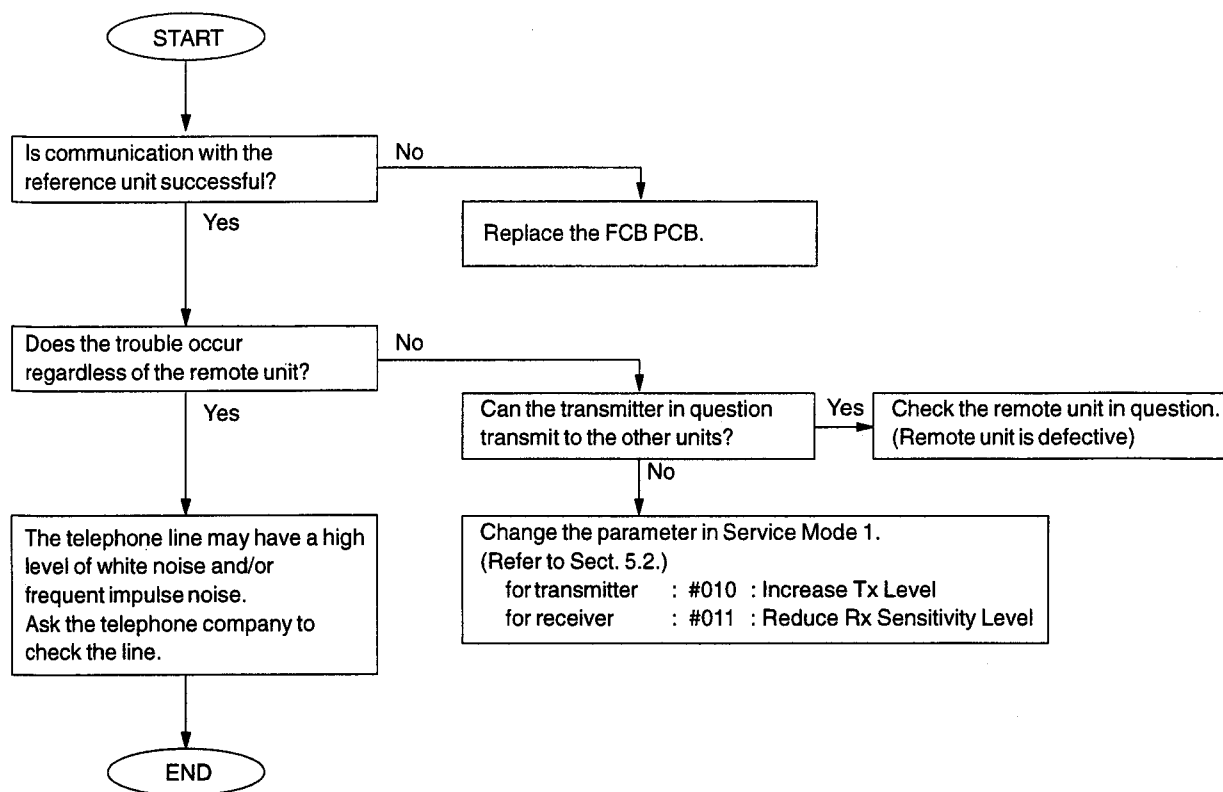 START
Is communication with the
reference unit successful?
No
Yes
Replace the FCB PCB.
Does the trouble occur
regardless of the remote unit?
No
Yes
Can the transmitter in question
transmit to the other units?
Yes
Check the remote unit in question.
(Remote unit is defective)
No
The telephone line may have a high
level of white noise and/or
frequent impulse noise.
Ask the telephone company to
check the line.
Change the parameter in Service Mode 1.
(Refer to Sect. 5.2.)
for transmitter : #010 : Increase Tx Level
for receiver : #011 : Reduce Rx Sensitivity Level
END